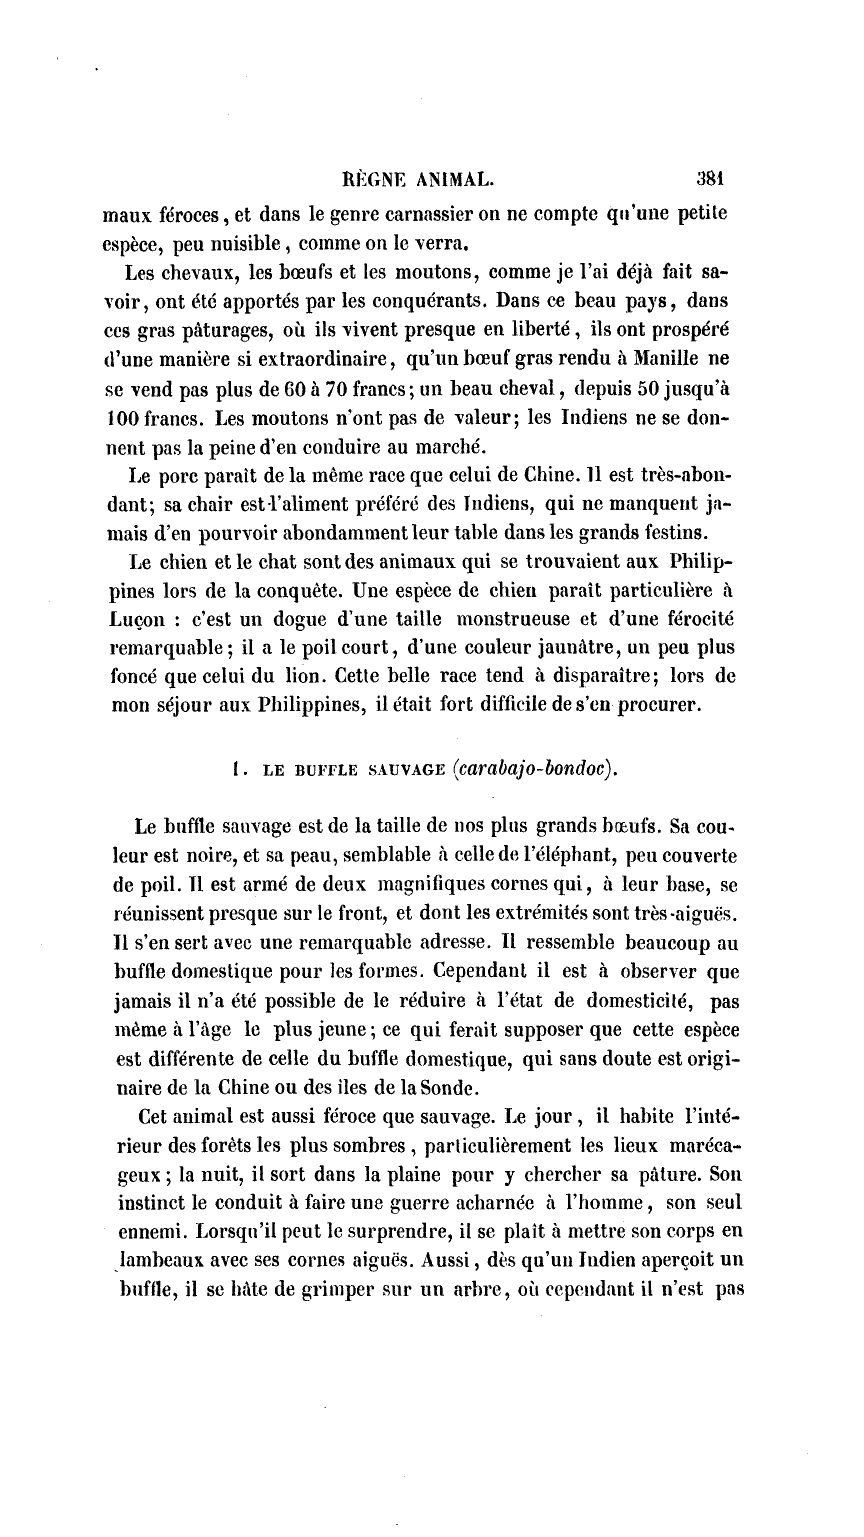 RÈGNE ANIMAL. 381
maux féroces, et dans le genre carnassier on ne compte qu'une petite
espèce, peu nuisible, comme on le verra.
Les chevaux, les bœufs et les moutons, comme je l'ai déjà fait sa-
voir, ont été apportés par les conquérants. Dans ce beau pays, dans
ces gras pâturages, où ils vivent presque en liberté, ils ont prospéré
d'une manière si extraordinaire, qu'un bœuf gras rendu à Manille ne
se vend pas plus de 60 à 70 francs; un beau cheval, depuis 50 jusqu'à
100 francs. Les moutons n'ont pas de valeur; les Indiens ne se don-
nent pas la peine d'en conduire au marché.
Le porc paraît de la même race que celui de Chine. Il est très-abon-
dant; sa chair est l'aliment préféré des Indiens, qui ne manquent ja-
mais d'en pourvoir abondamment leur table dans les grands festins.
Le chien et le chat sont des animaux qui se trouvaient aux Philip-
pines lors de la conquête. Une espèce de chien paraît particulière à
Luçon : c'est un dogue d'une taille monstrueuse et d'une férocité
remarquable; il a le poil court, d'une couleur jaunâtre, un peu plus
foncé que celui du lion. Cette belle race tend à disparaître; lors de
mon séjour aux Philippines, il était fort difficile de s'en procurer.
1. LE BUFFLE SAUVAGE (carabajo-bondoc).
Le buffle sauvage est de la taille de nos plus grands bœufs. Sa cou-
leur est noire, et sa peau, semblable à celle de l'éléphant, peu couverte
de poil. Il est armé de deux magnifiques cornes qui, à leur base, se
réunissent presque sur le front, et dont les extrémités sont très-aiguës.
Il s'en sert avec une remarquable adresse. Il ressemble beaucoup au
buffle domestique pour les formes. Cependant il est à observer que
jamais il n'a été possible de le réduire à l'état de domesticité, pas
même à l'âge le plus jeune; ce qui ferait supposer que cette espèce
est différente de celle du buffle domestique, qui sans doute est origi-
naire de la Chine ou des îles de la Sonde.
Cet animal est aussi féroce que sauvage. Le jour, il habite l'inté-
rieur des forêts les plus sombres, particulièrement les lieux maréca-
geux; la nuit, il sort dans la plaine pour y chercher sa pâture. Son
instinct le conduit à faire une guerre acharnée à l'homme, son seul
ennemi. Lorsqu'il peut le surprendre, il se plaît à mettre son corps en
lambeaux avec ses cornes aiguës. Aussi, dès qu'un Indien aperçoit un
buffle, il se hâte de grimper sur un arbre, où cependant il n'est pas